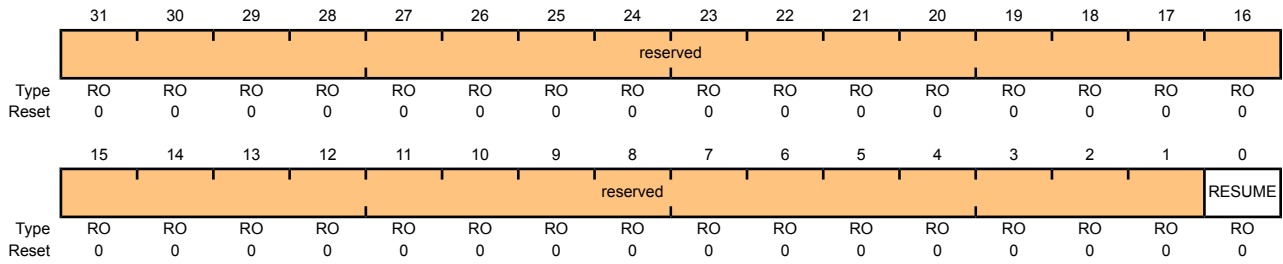 31 30 29 28 27 26 25 24 23 22 21 20 19 18 17 16
reserved
Type RO RO RO RO RO RO RO RO RO RO RO RO RO RO RO RO
Reset 0 0 0 0 0 0 0 0 0 0 0 0 0 0 0 0
15 14 13 12 11 10 9 8 7 6 5 4 3 2 1 0
reserved RESUME
Type RO RO RO RO RO RO RO RO RO RO RO RO RO RO RO RO
Reset 0 0 0 0 0 0 0 0 0 0 0 0 0 0 0 0